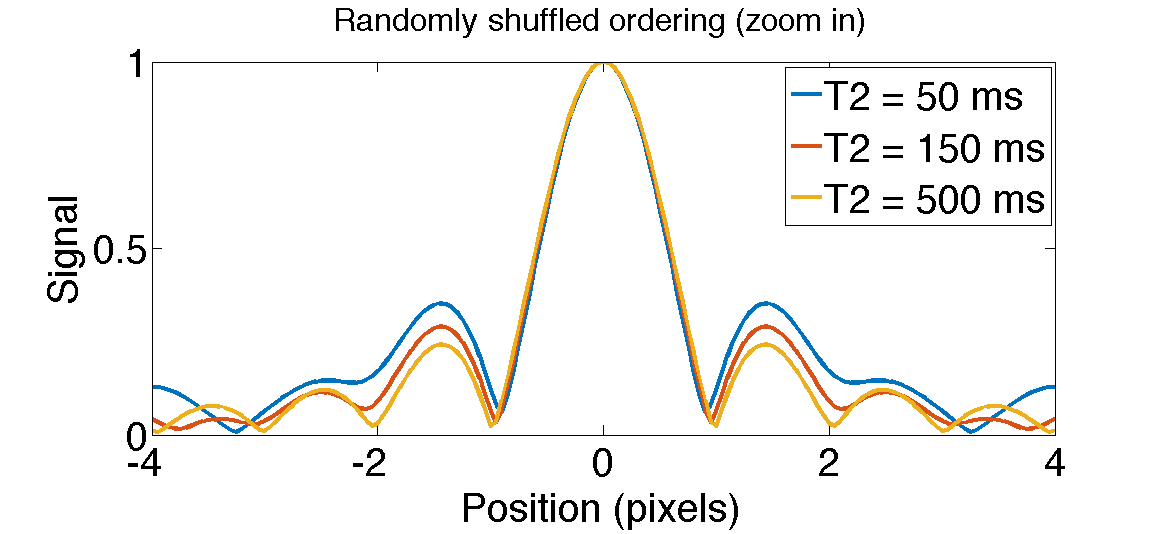 Randomly shuffled ordering (zoom in)
1
0.5
0
Signal
T2 = 50 ms
T2 = 150 ms
T2 = 500 ms
-4
-2
0
2
4
Position (pixels)